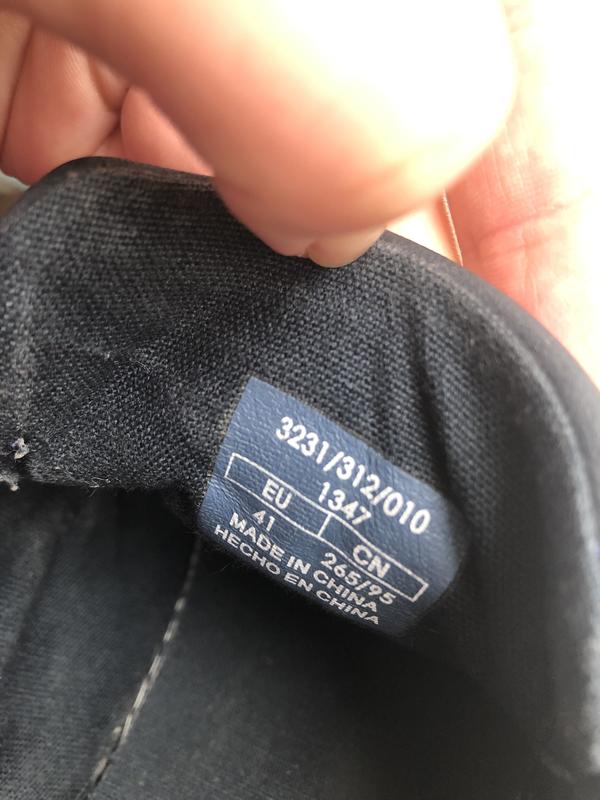 3231/312/010
1347
EU CN
41 265/95
MADE IN CHINA
HECHO EN CHINA